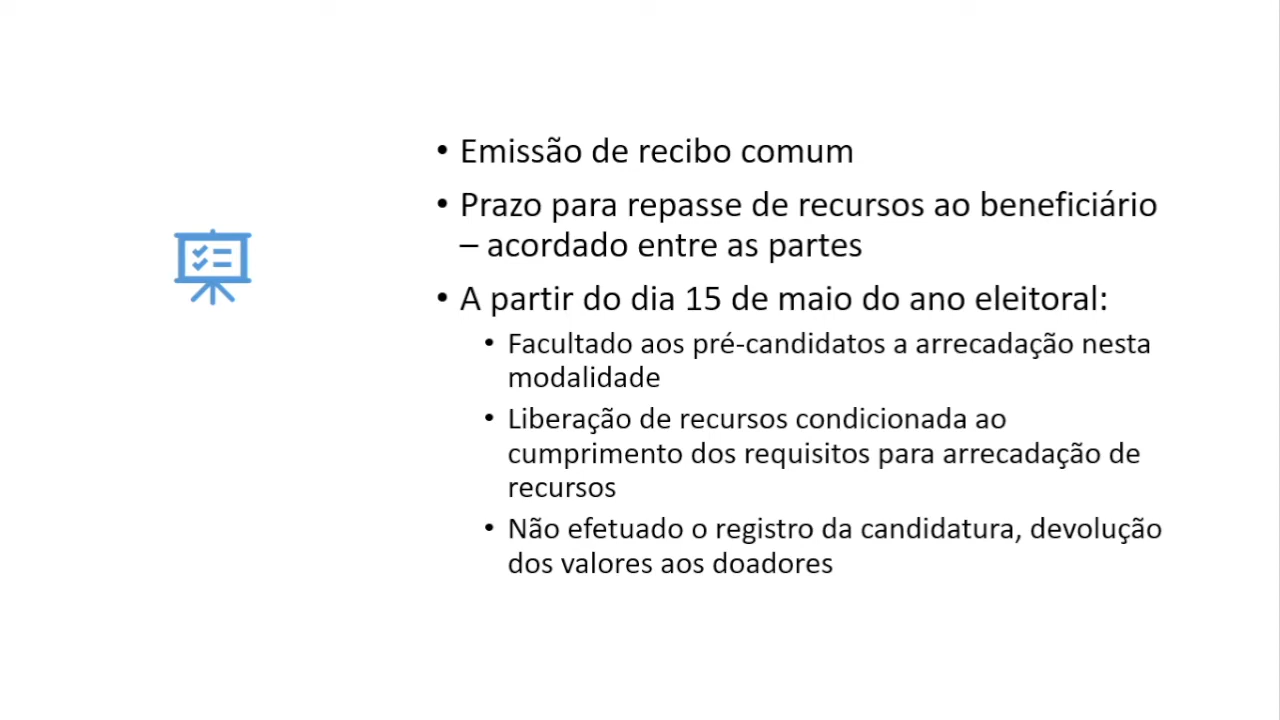 • Emissão de recibo comum
• Prazo para repasse de recursos ao beneficiário
– acordado entre as partes
• A partir do dia 15 de maio do ano eleitoral:
• Facultado aos pré-candidatos a arrecadação nesta
modalidade
• Liberação de recursos condicionada ao
cumprimento dos requisitos para arrecadação de
recursos
• Não efetuado o registro da candidatura, devolução
dos valores aos doadores